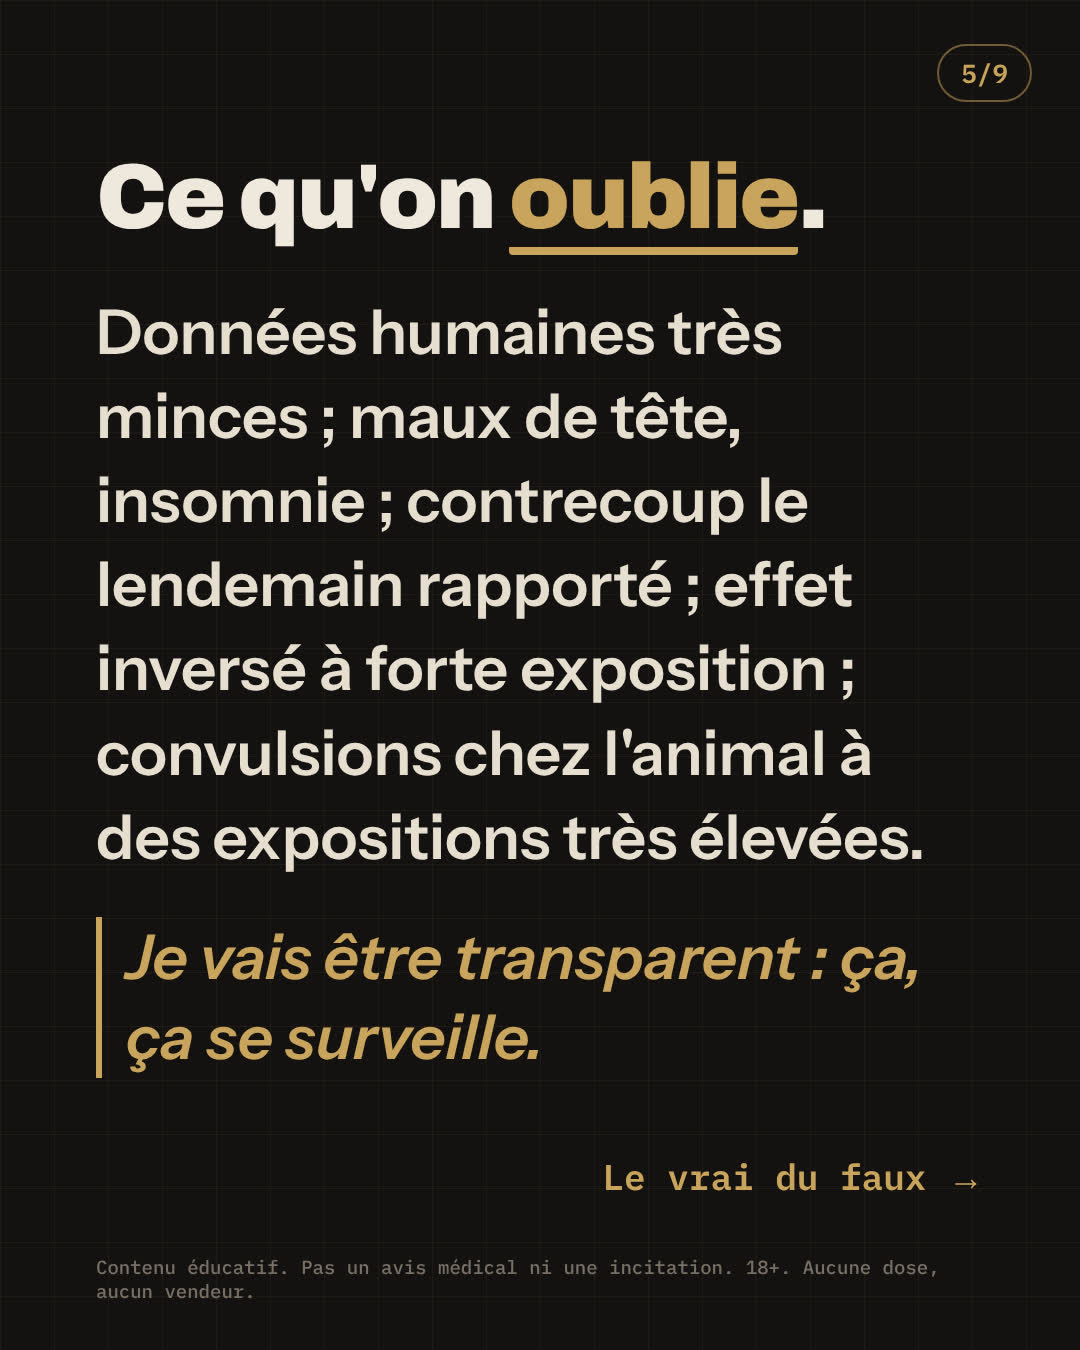 5/9
Ce qu'on oublie.
Données humaines très
minces ; maux de tête,
insomnie ; contrecoup le
lendemain rapporté ; effet
inversé à forte exposition ;
convulsions chez l'animal à
des expositions très élevées.
Je vais être transparent : ça,
ça se surveille.
Le vrai du faux →
Contenu éducatif. Pas un avis médical ni une incitation. 18+. Aucune dose,
aucun vendeur.